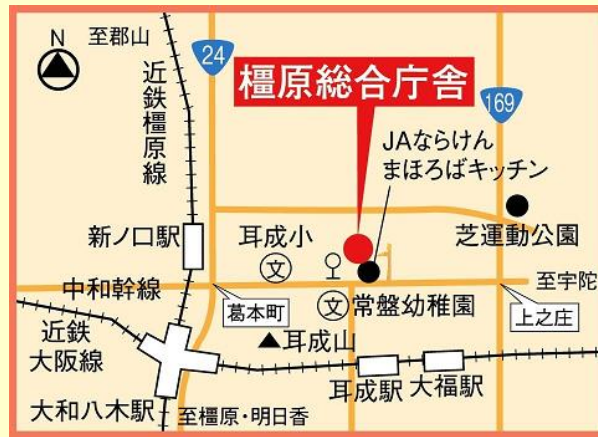 N
至郡山
24
橿原総合庁舎
169
近鉄橿原線
JAならけん
まほろばキッチン
新ノ口駅
耳成小
芝運動公園
文
中和幹線
至宇陀
葛本町
文
常盤幼稚園
上之庄
近鉄
大阪線
耳成山
大和八木駅
至橿原・明日香
耳成駅
大福駅